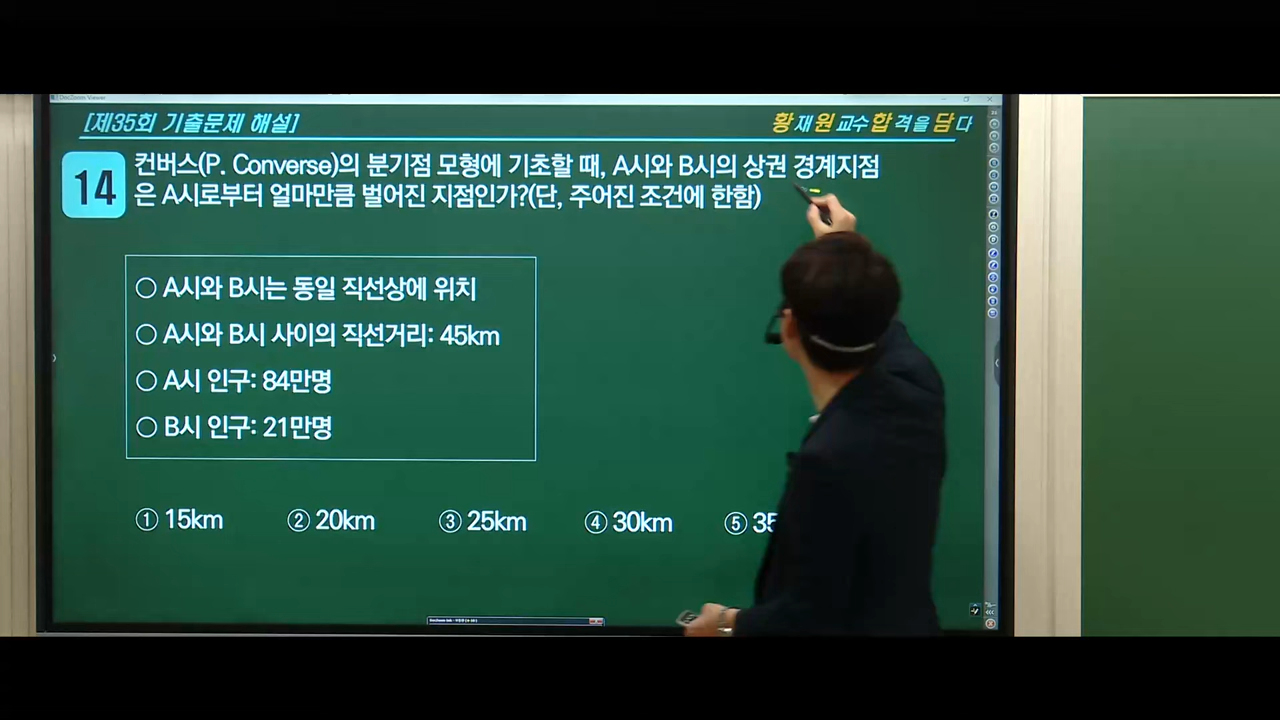 [제35회 기출문제 해설]
황재원교수합격을담다
14
컨버스(P. Converse)의 분기점 모형에 기초할 때, A시와 B시의 상권 경계지점
은 A시로부터 얼마만큼 벌어진 지점인가?(단, 주어진 조건에 한함)
○ A시와 B시는 동일 직선상에 위치
○ A시와 B시 사이의 직선거리: 45km
○ A시 인구: 84만명
○ B시 인구: 21만명
① 15km ② 20km ③ 25km ④ 30km ⑤ 35